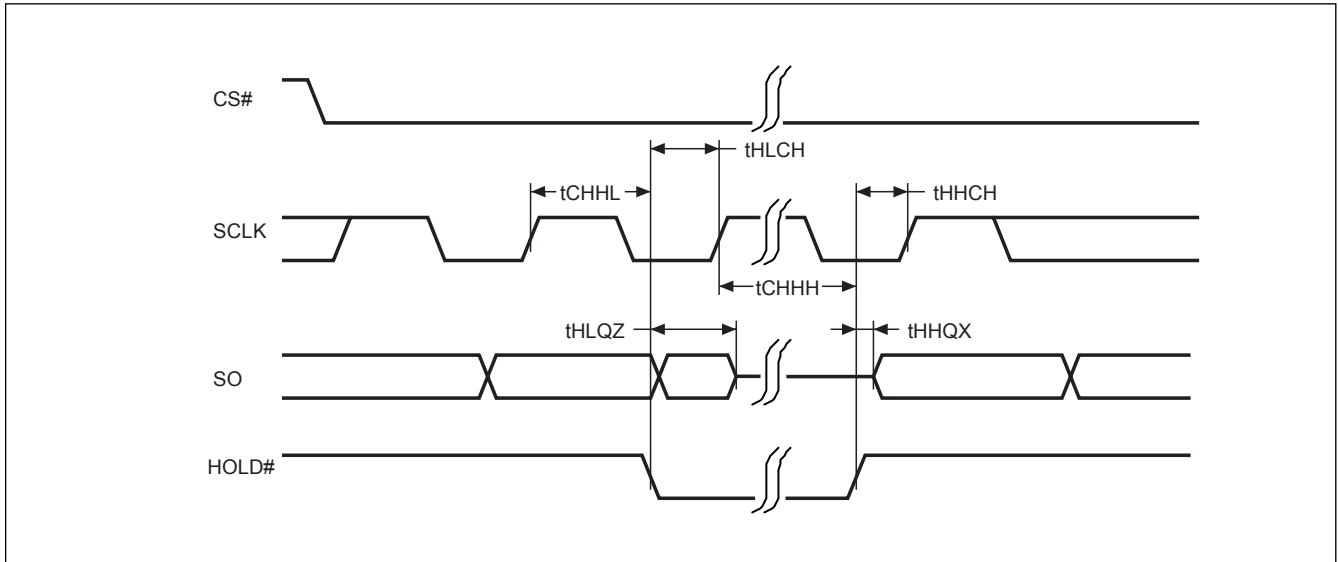 CS#
tHLCH
tCHHL
tHHCH
SCLK
tCHHH
tHLQZ
tHHQX
SO
HOLD#